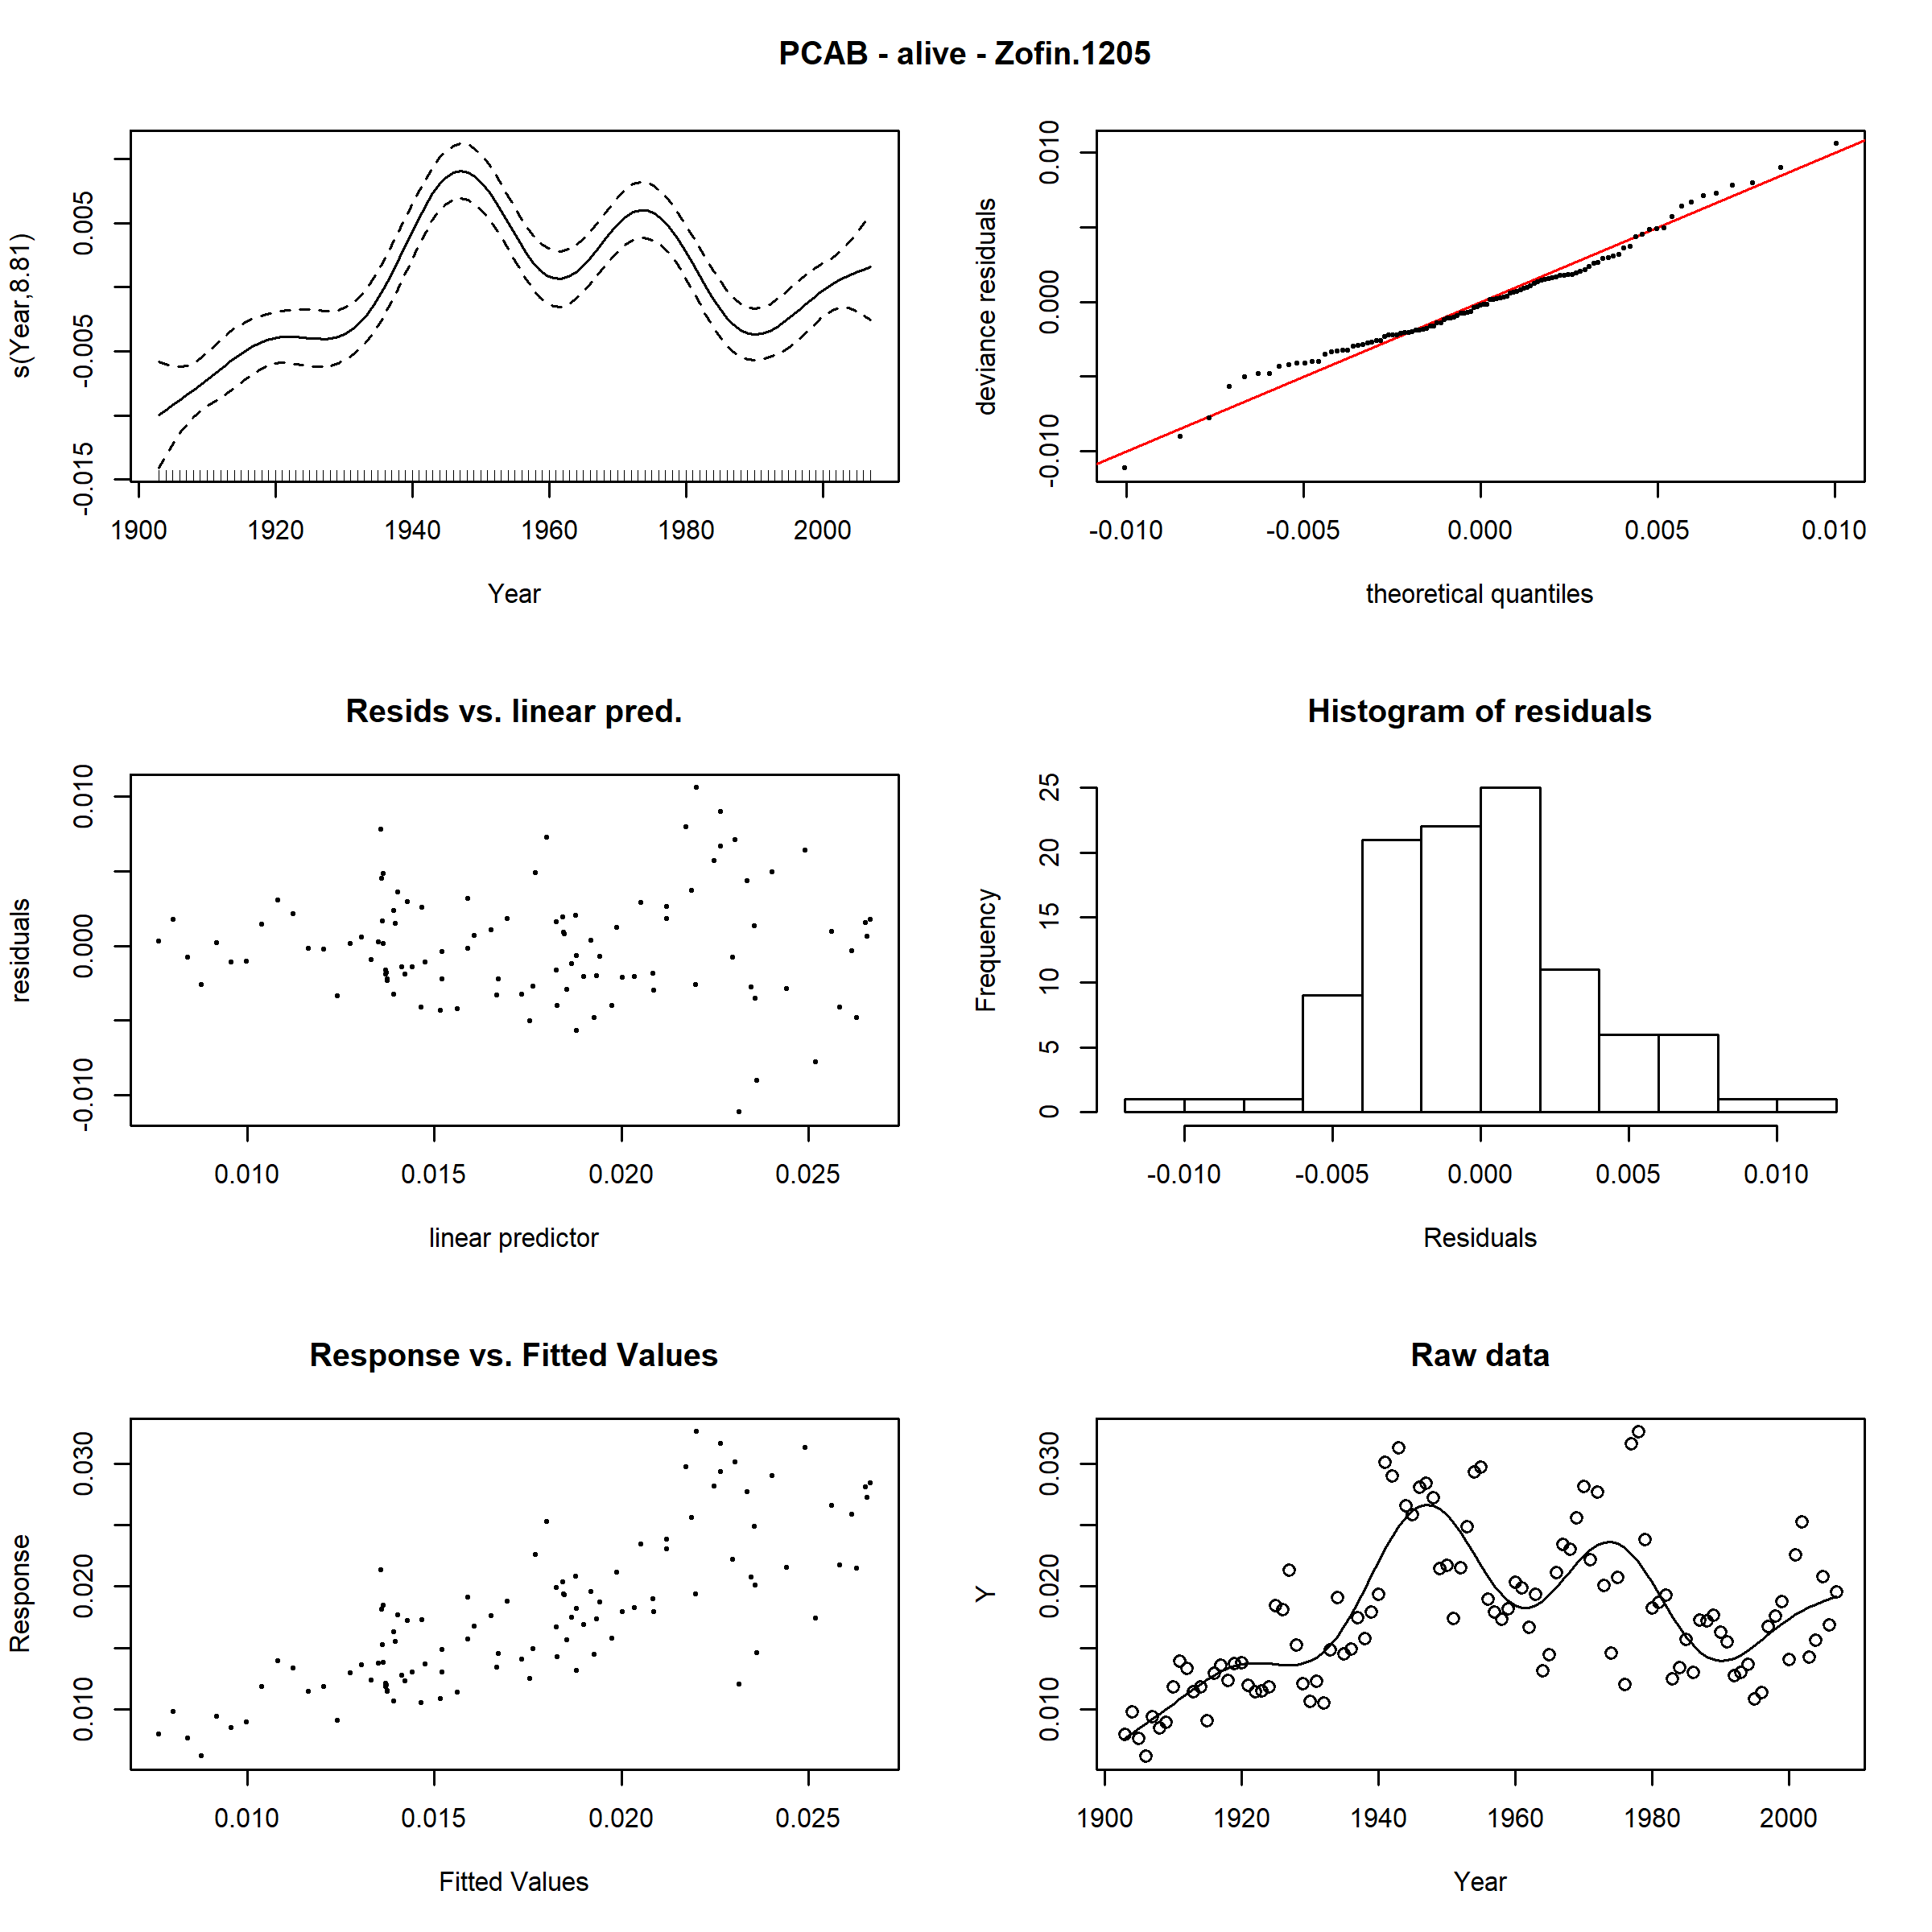 PCAB - alive - Zofin.1205
s(Year,8.81)
0.005
-0.005
-0.015
1900 1920 1940 1960 1980 2000
Year
deviance residuals
0.010
0.000
-0.010
-0.010 -0.005 0.000 0.005 0.010
theoretical quantiles
Resids vs. linear pred.
residuals
0.010
0.000
-0.010
0.010 0.015 0.020 0.025
linear predictor
Histogram of residuals
Frequency
25
20
15
10
5
0
-0.010 -0.005 0.000 0.005 0.010
Residuals
Response vs. Fitted Values
Response
0.030
0.020
0.010
0.010 0.015 0.020 0.025
Fitted Values
Raw data
Y
0.030
0.020
0.010
1900 1920 1940 1960 1980 2000
Year